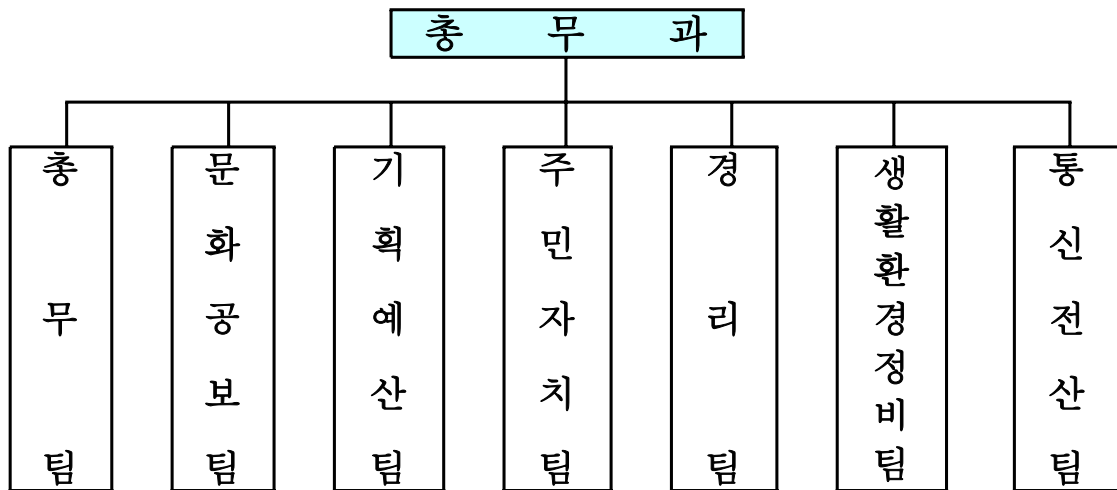 총 무 과
총무팀
문화공보팀
기획예산팀
주민자치팀
경리팀
생활환경정비팀
통신전산팀